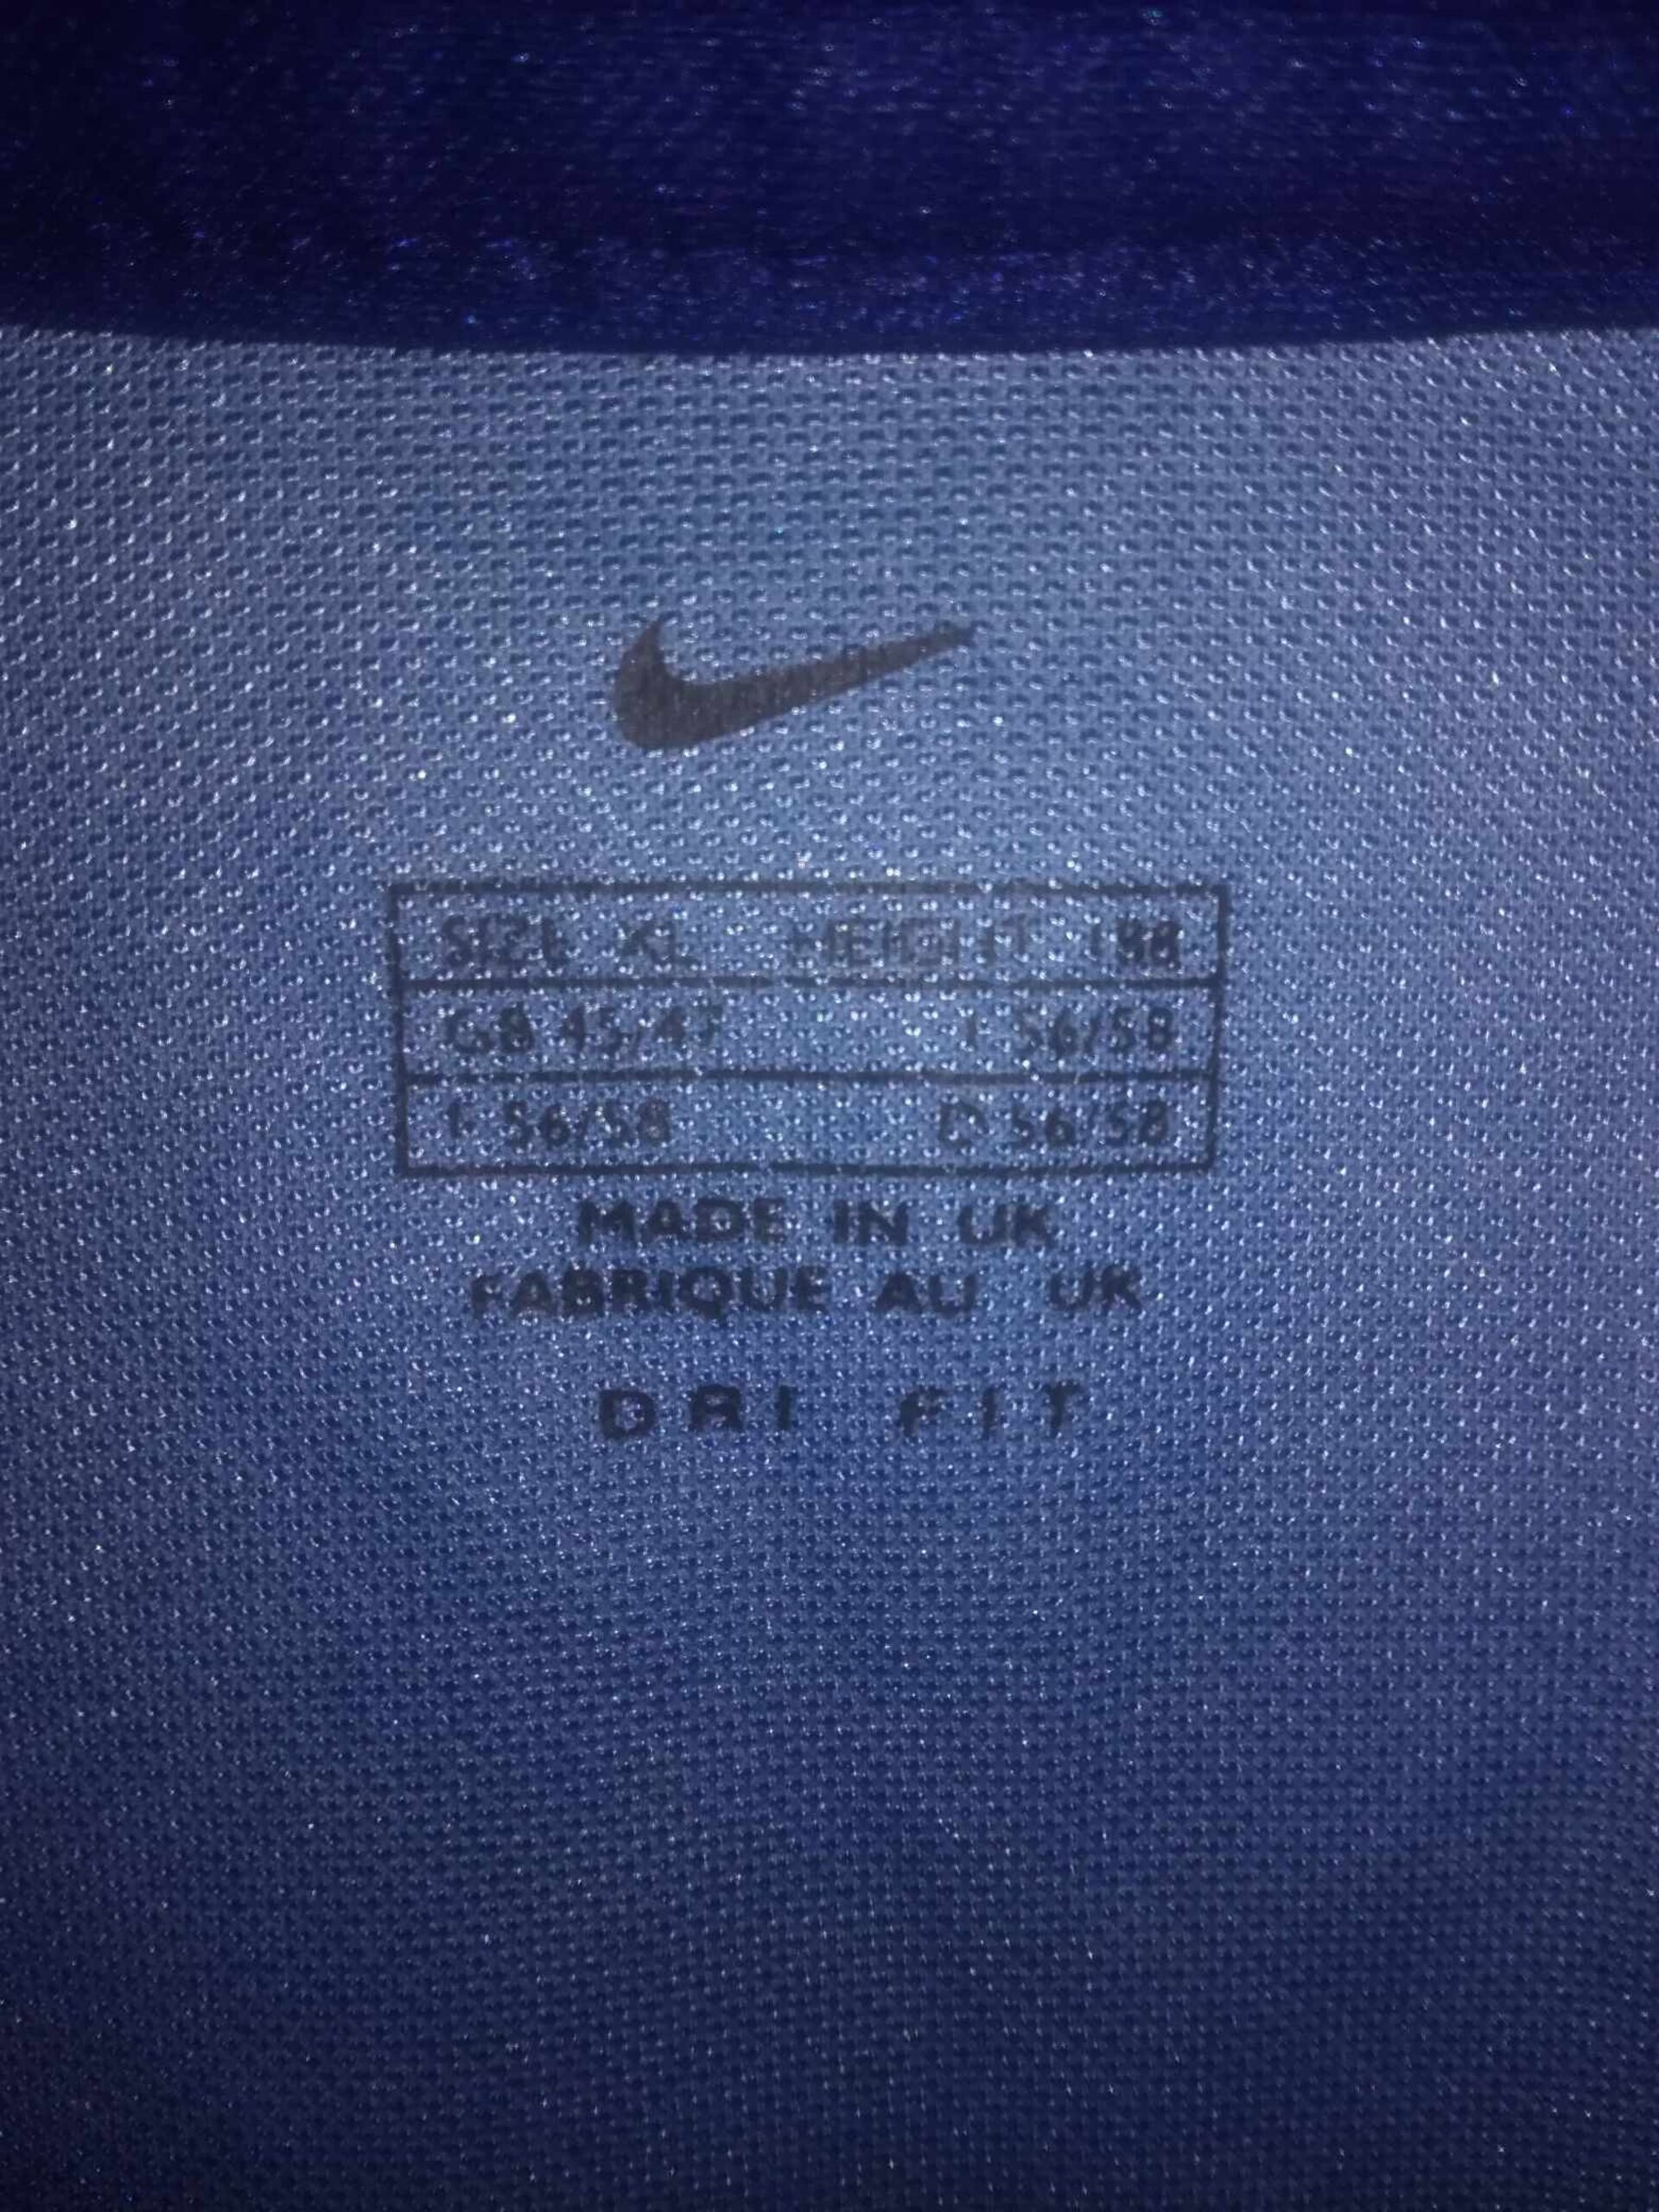 SIZE XL HEIGHT 188
GB 45/47 I 56/58
F 56/58 D 56/58
MADE IN UK
FABRIQUE AU UK
DRI FIT